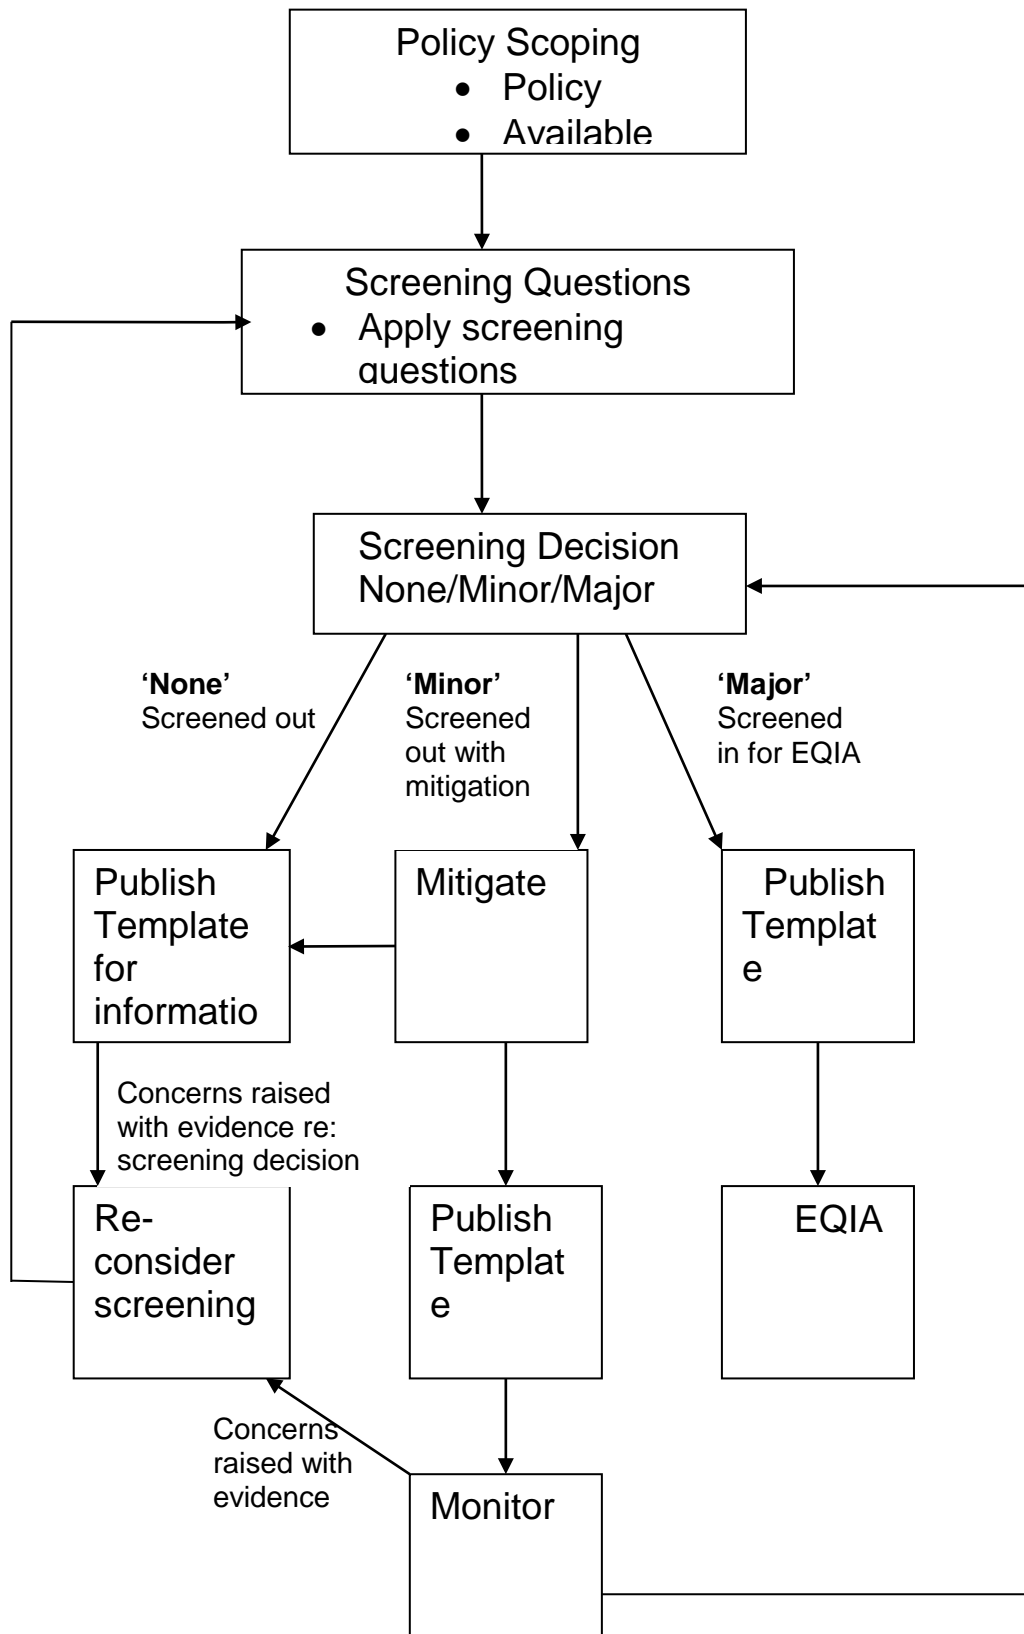 Policy Scoping
• Policy
• Available
Screening Questions
• Apply screening
questions
Screening Decision
None/Minor/Major
‘None’
Screened out
‘Minor’
Screened
out with
mitigation
‘Major’
Screened
in for EQIA
Publish
Template
for
informatio
Mitigate
Publish
Templat
e
Concerns raised
with evidence re:
screening decision
Re-
consider
screening
Publish
Templat
e
EQIA
Concerns
raised with
evidence
Monitor